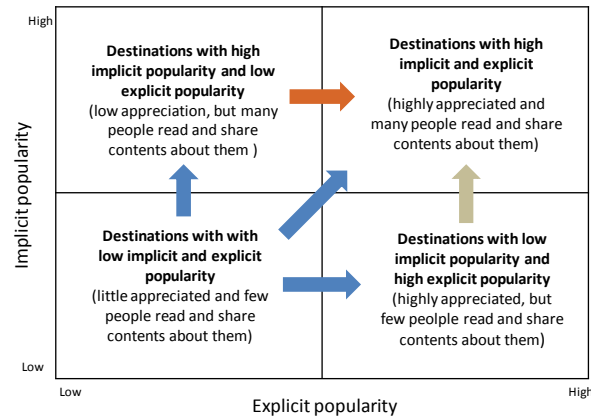 High
Destinations with high
implicit popularity and low
explicit popularity
(low appreciation, but many
people read and share
contents about them )
Destinations with high
implicit and explicit
popularity
(highly appreciated and
many people read and share
contents about them)
Implicit popularity
Destinations with with
low implicit and explicit
popularity
(little appreciated and few
people read and share
contents about them)
Destinations with low
implicit popularity and
high explicit popularity
(highly appreciated, but
few peolple read and share
contents about them)
Low
Low
High
Explicit popularity